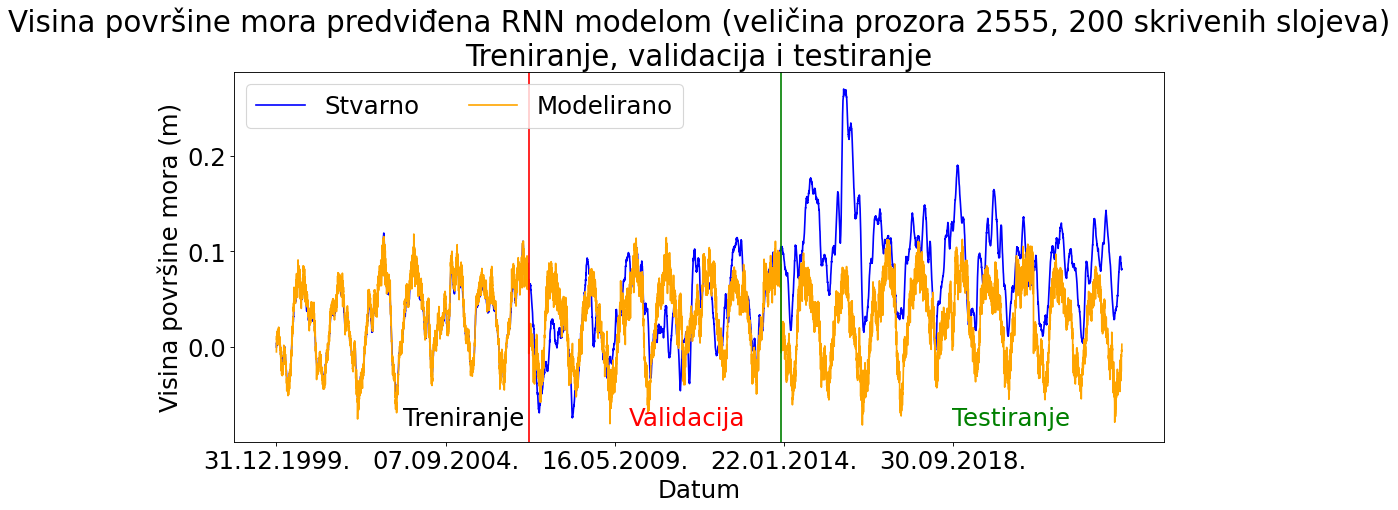 Visina površine mora predviđena RNN modelom (veličina prozora 2555, 200 skrivenih slojeva)
Treniranje, validacija i testiranje
Stvarno
Modelirano
Visina površine mora (m)
0.2
0.1
0.0
Treniranje
Validacija
Testiranje
31.12.1999.
07.09.2004.
16.05.2009.
22.01.2014.
30.09.2018.
Datum